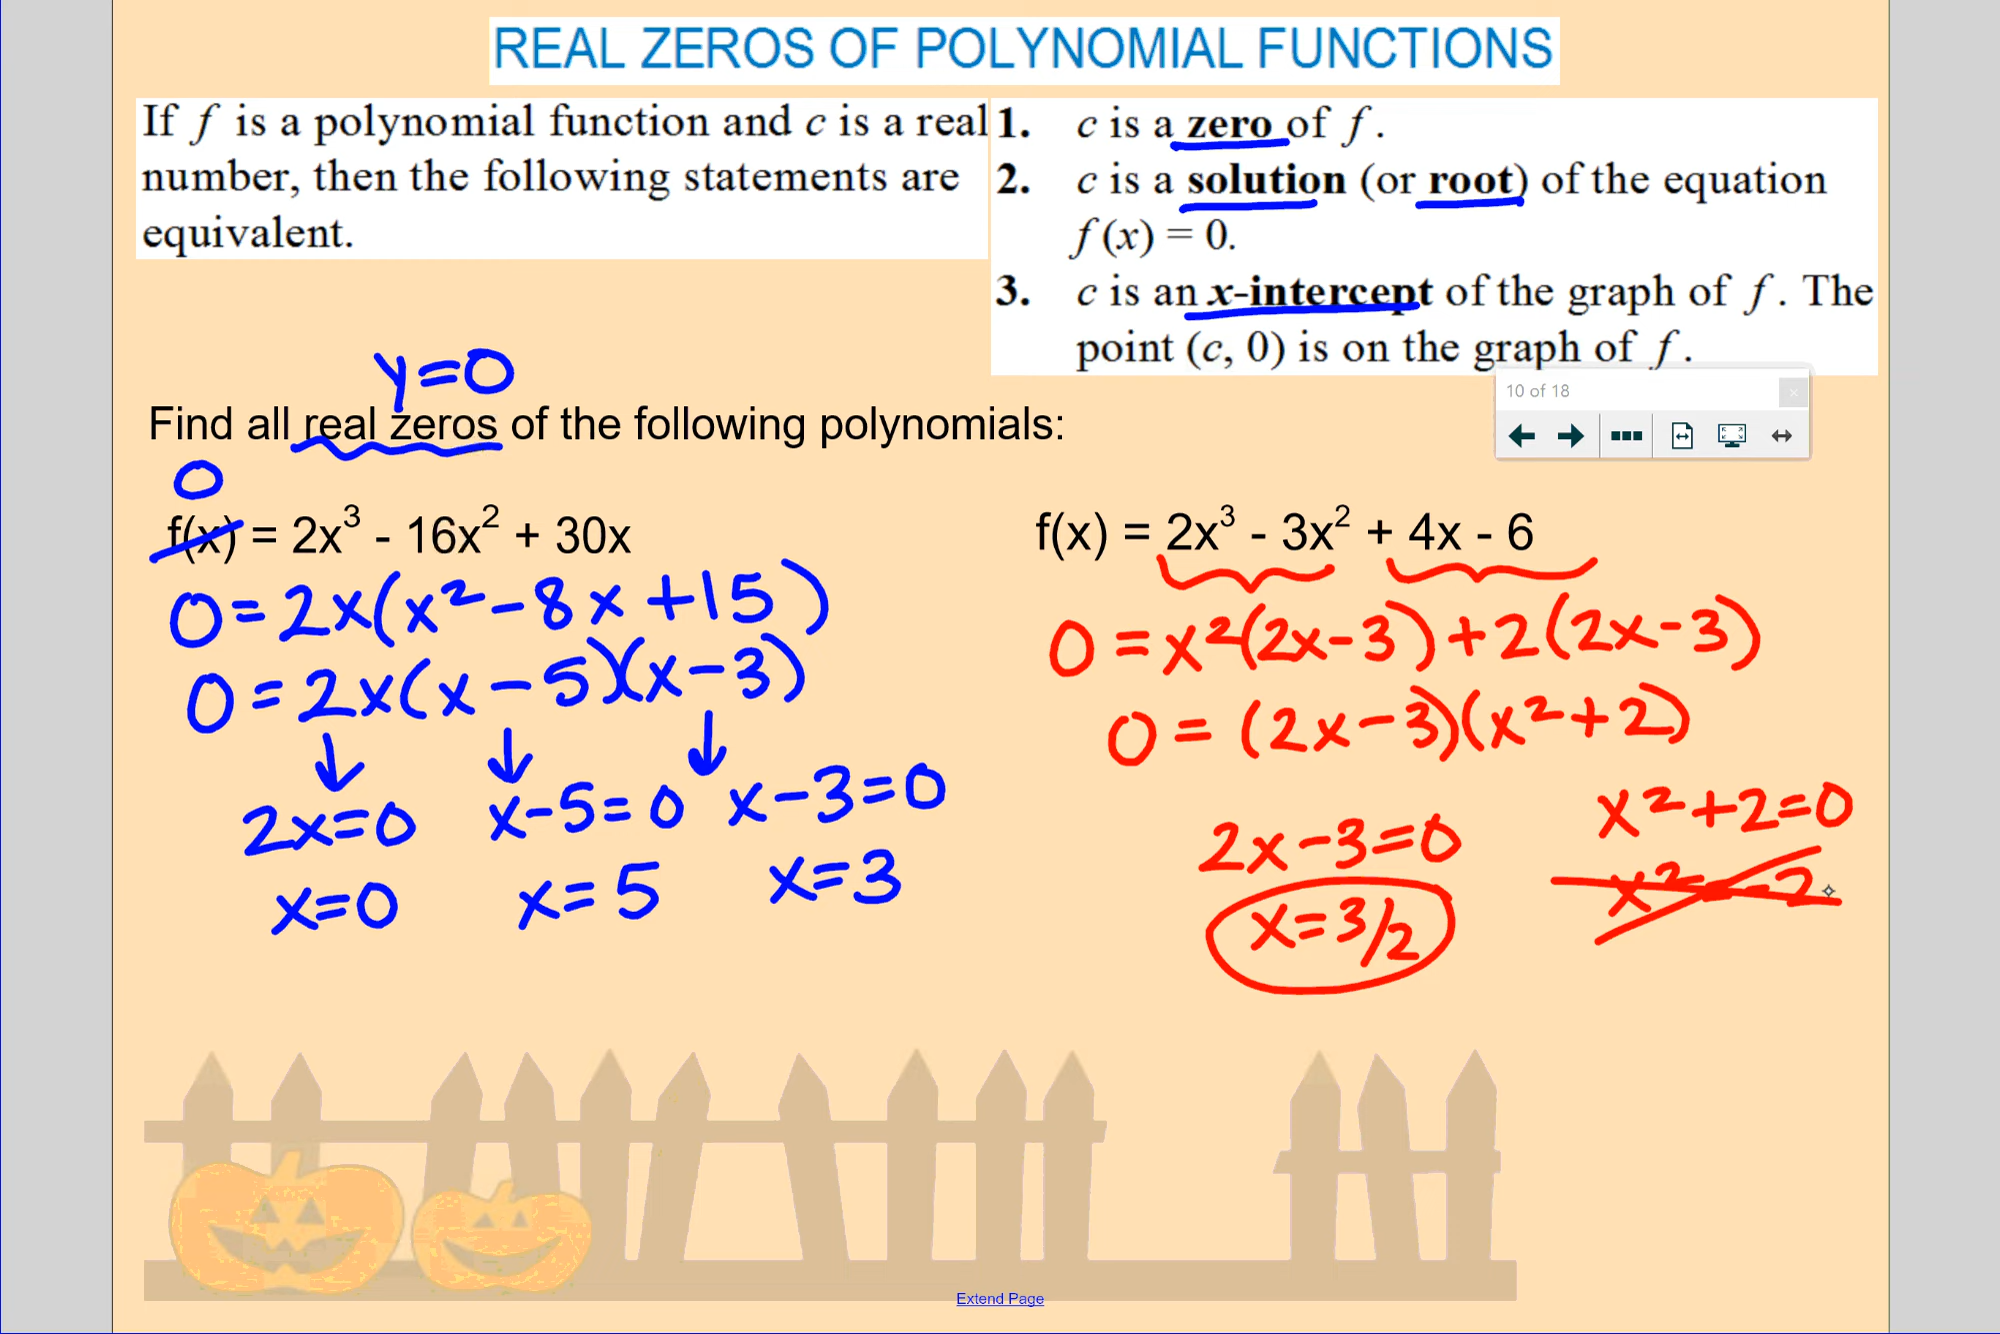 REAL ZEROS OF POLYNOMIAL FUNCTIONS
If f is a polynomial function and c is a real
number, then the following statements are
equivalent.
1. c is a zero of f.
2. c is a solution (or root) of the equation
f(x) = 0.
3. c is an x-intercept of the graph of f. The
point (c, 0) is on the graph of f.
10 of 18
y=0
Find all real zeros of the following polynomials:
0
f(x) = 2x³ - 16x² + 30x
0=2x(x²-8x+15)
0=2x(x-5)(x-3)
2x=0 x-5=0 x-3=0
x=0 x=5 x=3
f(x) = 2x³ - 3x² + 4x - 6
0=x²(2x-3)+2(2x-3)
0=(2x-3)(x²+2)
2x-3=0
x=3/2
x²+2=0
x²=-2
Extend Page